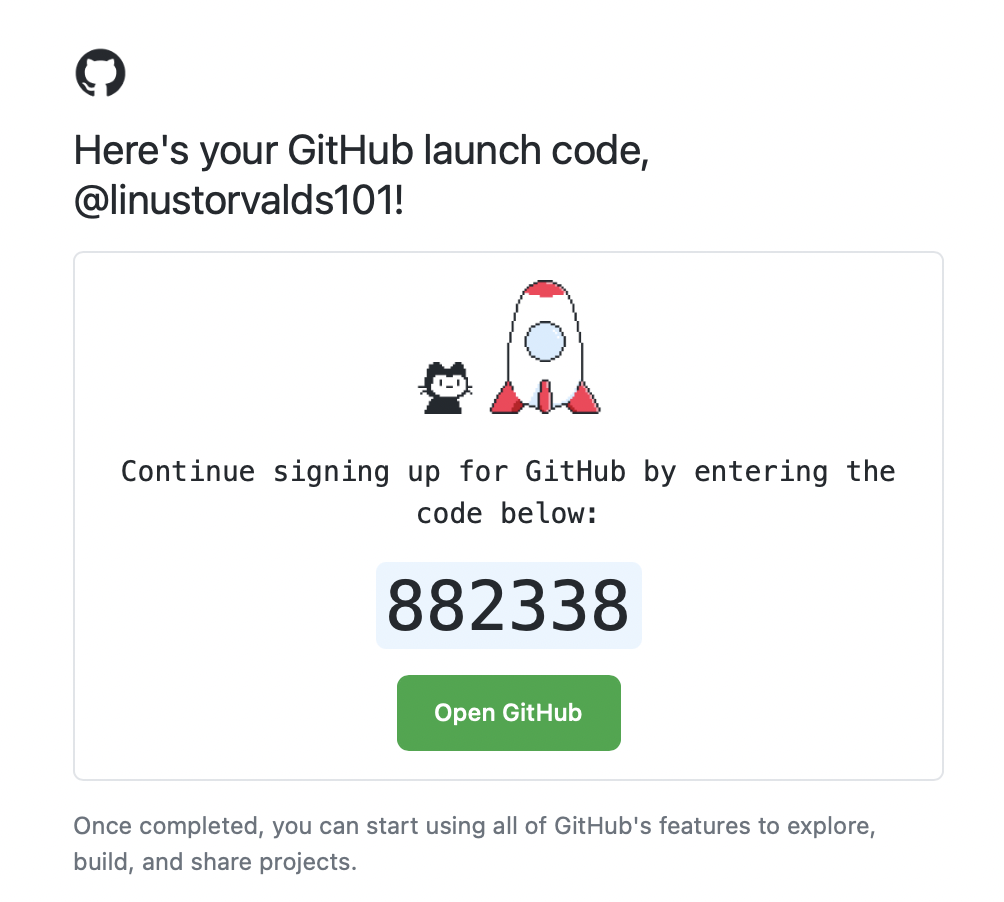 Here's your GitHub launch code,
@linustorvalds101!
Continue signing up for GitHub by entering the
code below:
882338
Open GitHub
Once completed, you can start using all of GitHub's features to explore,
build, and share projects.